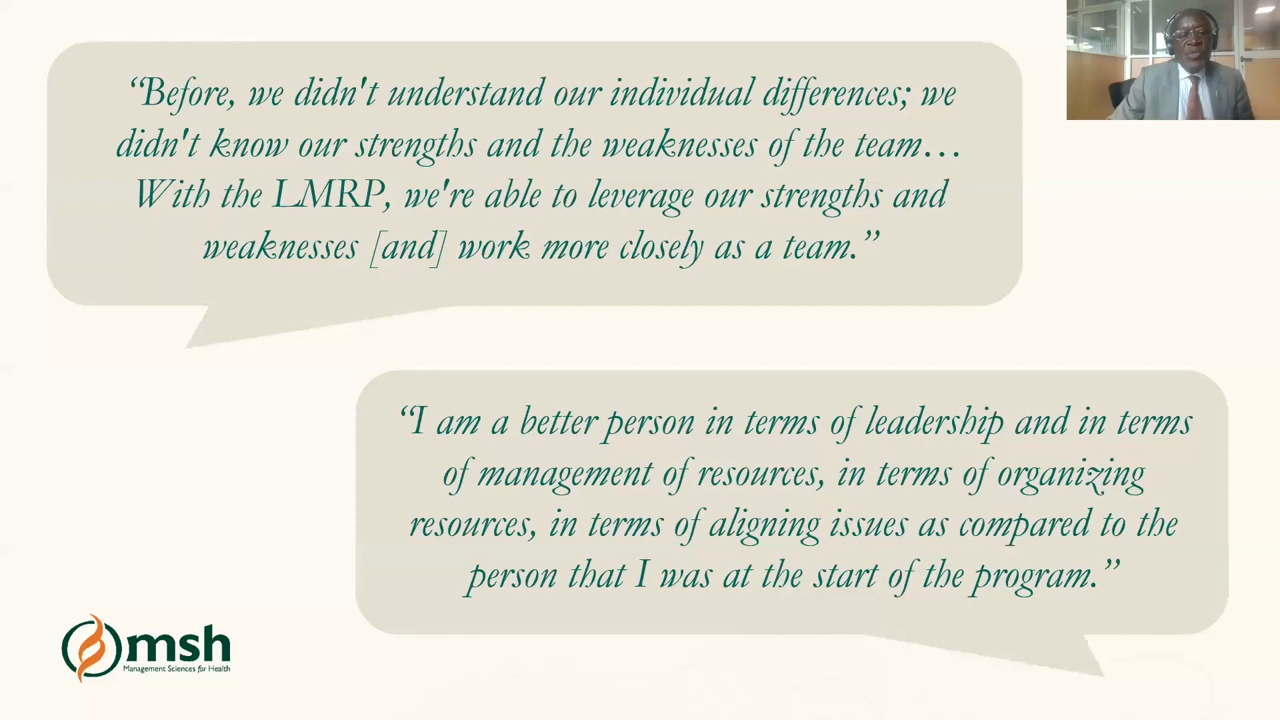 “Before, we didn't understand our individual differences; we
didn't know our strengths and the weaknesses of the team…
With the LMRP, we're able to leverage our strengths and
weaknesses [and] work more closely as a team.”
“I am a better person in terms of leadership and in terms
of management of resources, in terms of organizing
resources, in terms of aligning issues as compared to the
person that I was at the start of the program.”
msh
Management Sciences for Health